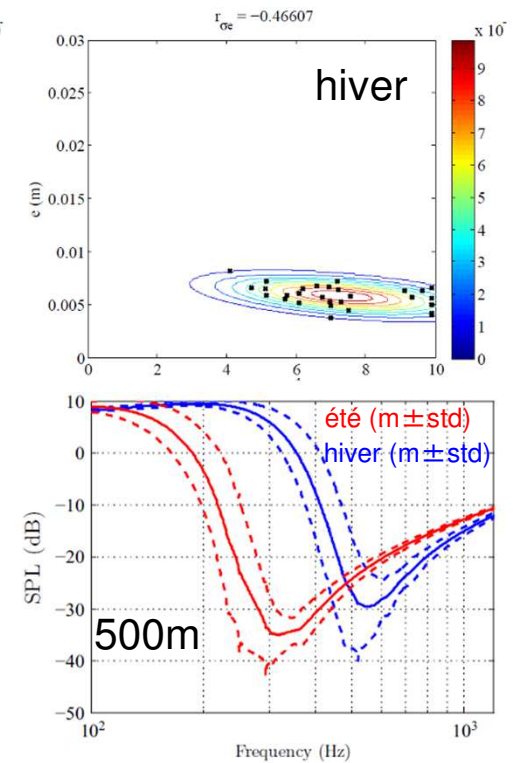 r_σe = −0.46607
x 10⁻
0.03
0.025
0.02
0.015
0.01
0.005
0
e (m)
hiver
0 2 4 6 8 10
9
8
7
6
5
4
3
2
1
0
10
0
−10
−20
−30
−40
−50
SPL (dB)
été (m±std)
hiver (m±std)
500m
10² 10³
Frequency (Hz)